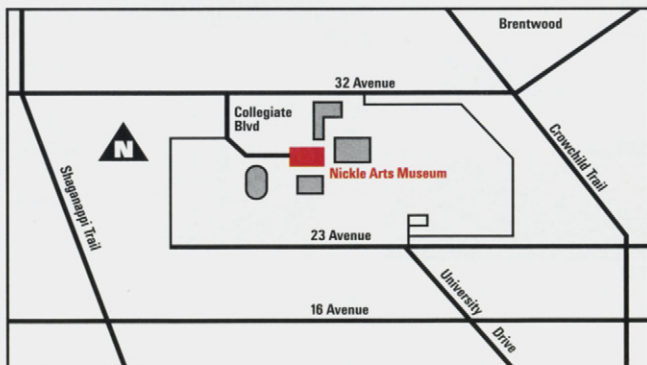 Brentwood
32 Avenue
Collegiate
Blvd
N
Crowchild Trail
Nickle Arts Museum
Shaganappi Trail
23 Avenue
University
Drive
16 Avenue